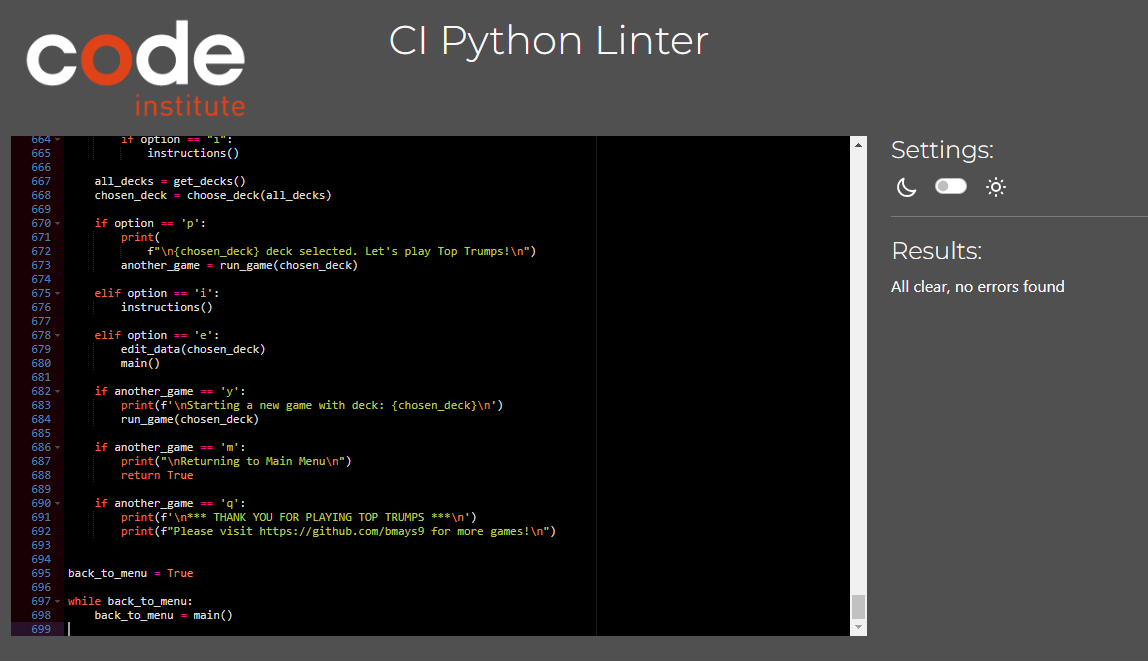 code
institute
CI Python Linter
664 if option == "i":
665 instructions()
666
667 all_decks = get_decks()
668 chosen_deck = choose_deck(all_decks)
669
670 if option == 'p':
671 print(
672 f"\n{chosen_deck} deck selected. Let's play Top Trumps!\n")
673 another_game = run_game(chosen_deck)
674
675 elif option == 'i':
676 instructions()
677
678 elif option == 'e':
679 edit_data(chosen_deck)
680 main()
681
682 if another_game == 'y':
683 print(f'\nStarting a new game with deck: {chosen_deck}\n')
684 run_game(chosen_deck)
685
686 if another_game == 'm':
687 print("\nReturning to Main Menu\n")
688 return True
689
690 if another_game == 'q':
691 print(f'\n*** THANK YOU FOR PLAYING TOP TRUMPS ***\n')
692 print(f"Please visit https://github.com/bmays9 for more games!\n")
693
694
695 back_to_menu = True
696
697 while back_to_menu:
698 back_to_menu = main()
699
Settings:
Results:
All clear, no errors found